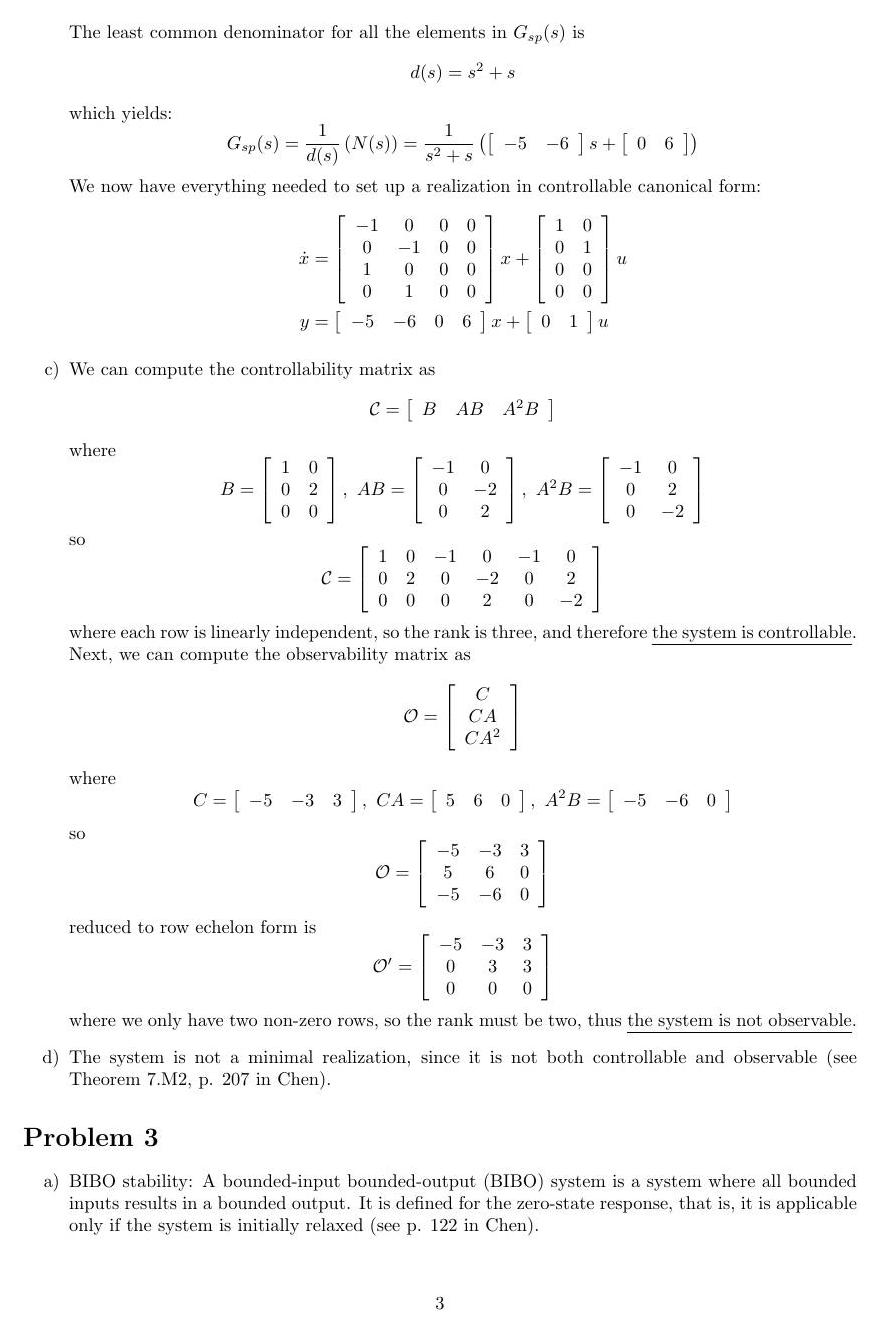 The least common denominator for all the elements in G_{sp}(s) is
d(s) = s² + s
which yields:
G_{sp}(s) = \frac{1}{d(s)} (N(s)) = \frac{1}{s² + s} ([ −5 −6 ] s + [ 0 6 ])
We now have everything needed to set up a realization in controllable canonical form:
ẋ = [ −1 0 0 0 ; 0 −1 0 0 ; 1 0 0 0 ; 0 1 0 0 ] x + [ 1 0 ; 0 1 ; 0 0 ; 0 0 ] u
y = [ −5 −6 0 6 ] x + [ 0 1 ] u
c) We can compute the controllability matrix as
𝒞 = [ B AB A²B ]
where
B = [ 1 0 ; 0 2 ; 0 0 ] , AB = [ −1 0 ; 0 −2 ; 0 2 ] , A²B = [ −1 0 ; 0 2 ; 0 −2 ]
so
𝒞 = [ 1 0 −1 0 −1 0 ; 0 2 0 −2 0 2 ; 0 0 0 2 0 −2 ]
where each row is linearly independent, so the rank is three, and therefore the system is controllable.
Next, we can compute the observability matrix as
𝒪 = [ C ; CA ; CA² ]
where
C = [ −5 −3 3 ] , CA = [ 5 6 0 ] , A²B = [ −5 −6 0 ]
so
𝒪 = [ −5 −3 3 ; 5 6 0 ; −5 −6 0 ]
reduced to row echelon form is
𝒪′ = [ −5 −3 3 ; 0 3 3 ; 0 0 0 ]
where we only have two non-zero rows, so the rank must be two, thus the system is not observable.
d) The system is not a minimal realization, since it is not both controllable and observable (see
Theorem 7.M2, p. 207 in Chen).
Problem 3
a) BIBO stability: A bounded-input bounded-output (BIBO) system is a system where all bounded
inputs results in a bounded output. It is defined for the zero-state response, that is, it is applicable
only if the system is initially relaxed (see p. 122 in Chen).
3